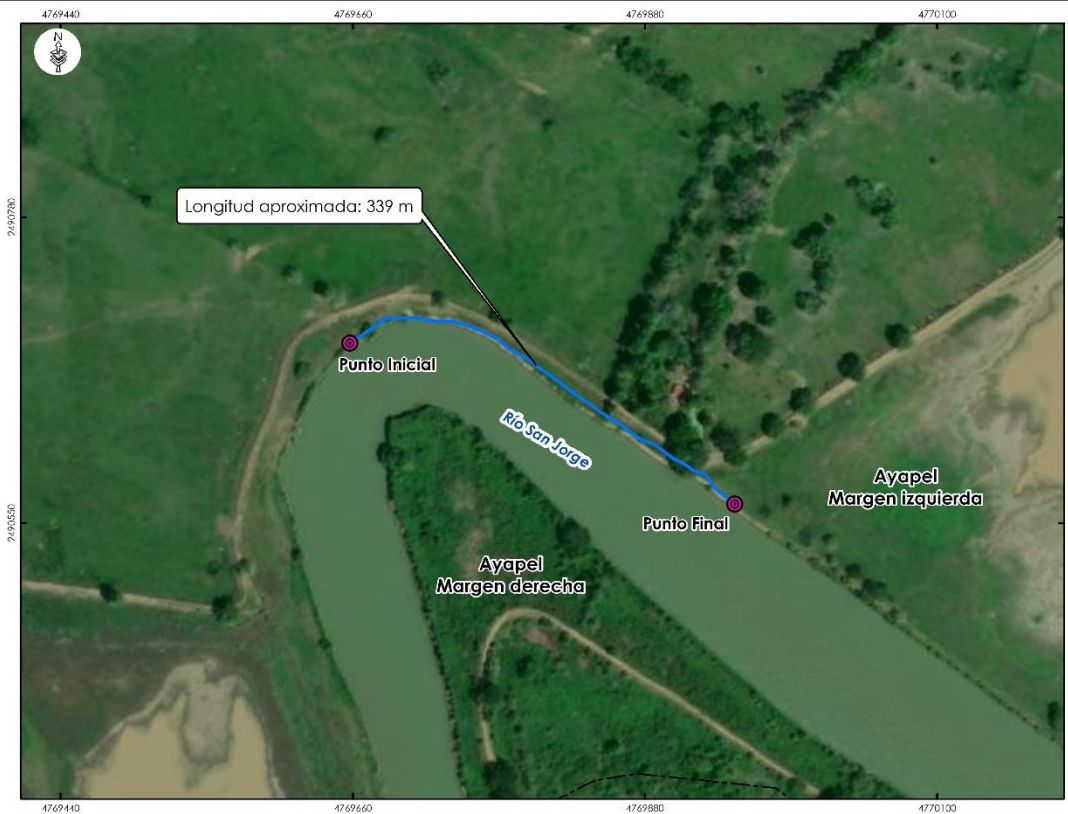 4769440 4769660 4769880 4770100
N
2490780
Longitud aproximada: 339 m
Punto Inicial
Río San Jorge
Ayapel
Margen izquierda
Punto Final
2490550
Ayapel
Margen derecha
4769440 4769660 4769880 4770100